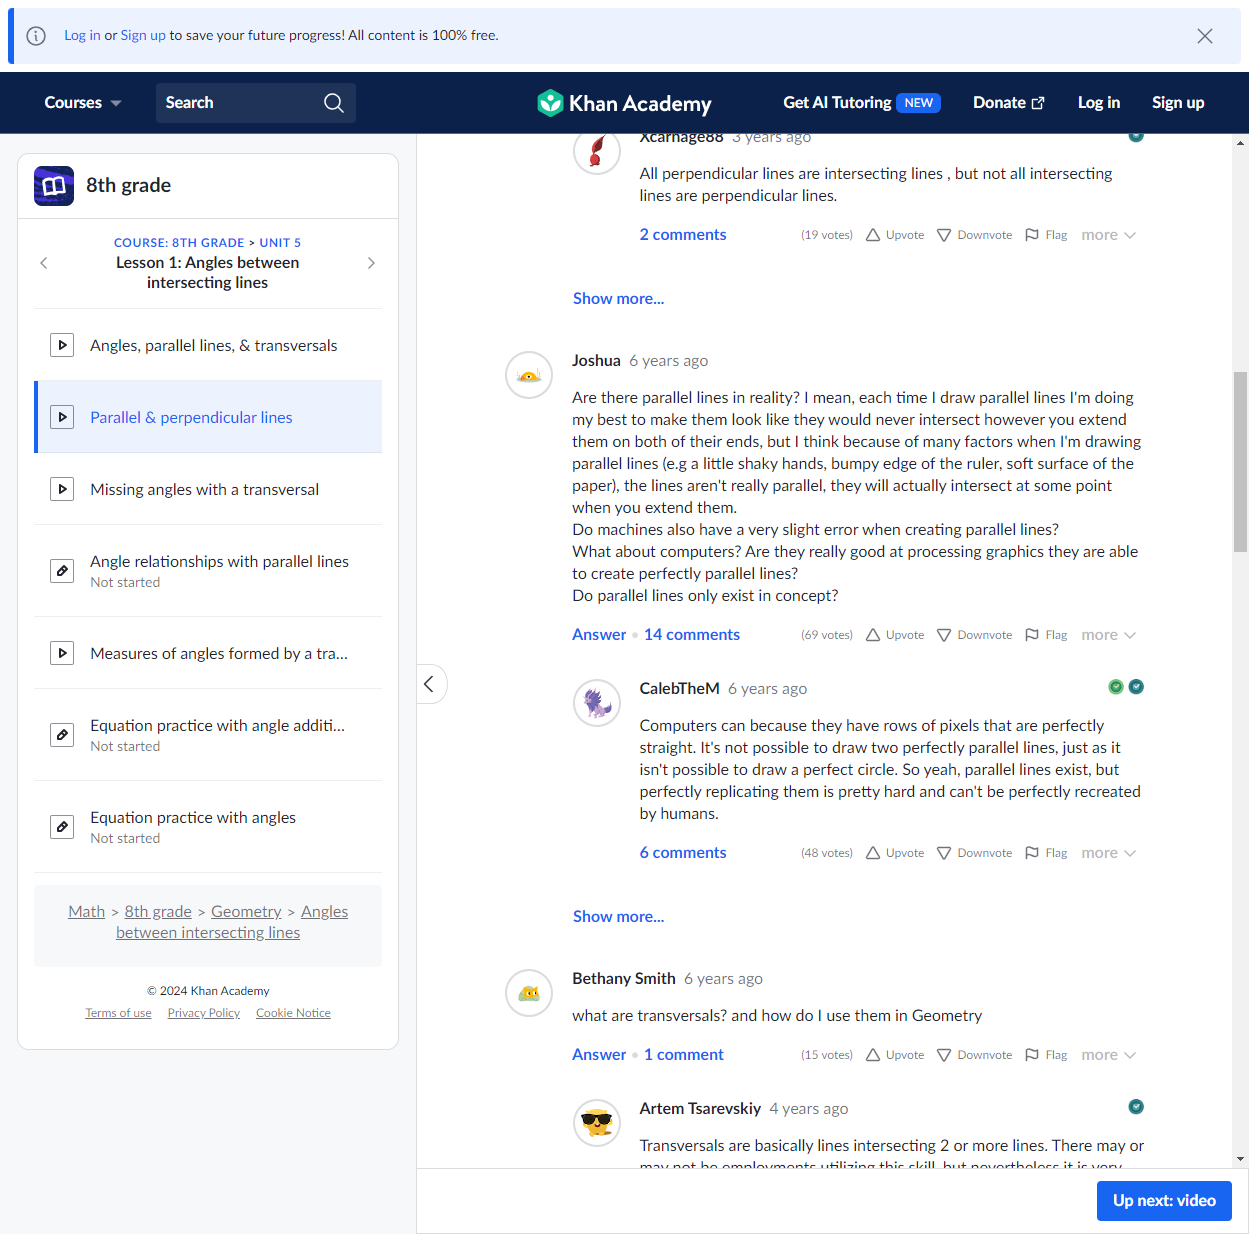 Log in or Sign up to save your future progress! All content is 100% free.
Courses
Search
Khan Academy
Get AI Tutoring NEW
Donate
Log in
Sign up
8th grade
COURSE: 8TH GRADE > UNIT 5
Lesson 1: Angles between
intersecting lines
Angles, parallel lines, & transversals
Parallel & perpendicular lines
Missing angles with a transversal
Angle relationships with parallel lines
Not started
Measures of angles formed by a tra...
Equation practice with angle additi...
Not started
Equation practice with angles
Not started
Math > 8th grade > Geometry > Angles
between intersecting lines
© 2024 Khan Academy
Terms of use Privacy Policy Cookie Notice
Xcarnage88 3 years ago
All perpendicular lines are intersecting lines , but not all intersecting
lines are perpendicular lines.
2 comments (19 votes) Upvote Downvote Flag more
Show more...
Joshua 6 years ago
Are there parallel lines in reality? I mean, each time I draw parallel lines I'm doing
my best to make them look like they would never intersect however you extend
them on both of their ends, but I think because of many factors when I'm drawing
parallel lines (e.g a little shaky hands, bumpy edge of the ruler, soft surface of the
paper), the lines aren't really parallel, they will actually intersect at some point
when you extend them.
Do machines also have a very slight error when creating parallel lines?
What about computers? Are they really good at processing graphics they are able
to create perfectly parallel lines?
Do parallel lines only exist in concept?
Answer • 14 comments (69 votes) Upvote Downvote Flag more
CalebTheM 6 years ago
Computers can because they have rows of pixels that are perfectly
straight. It's not possible to draw two perfectly parallel lines, just as it
isn't possible to draw a perfect circle. So yeah, parallel lines exist, but
perfectly replicating them is pretty hard and can't be perfectly recreated
by humans.
6 comments (48 votes) Upvote Downvote Flag more
Show more...
Bethany Smith 6 years ago
what are transversals? and how do I use them in Geometry
Answer • 1 comment (15 votes) Upvote Downvote Flag more
Artem Tsarevskiy 4 years ago
Transversals are basically lines intersecting 2 or more lines. There may or
may not be employments utilizing this skill, but nevertheless it is very
Up next: video